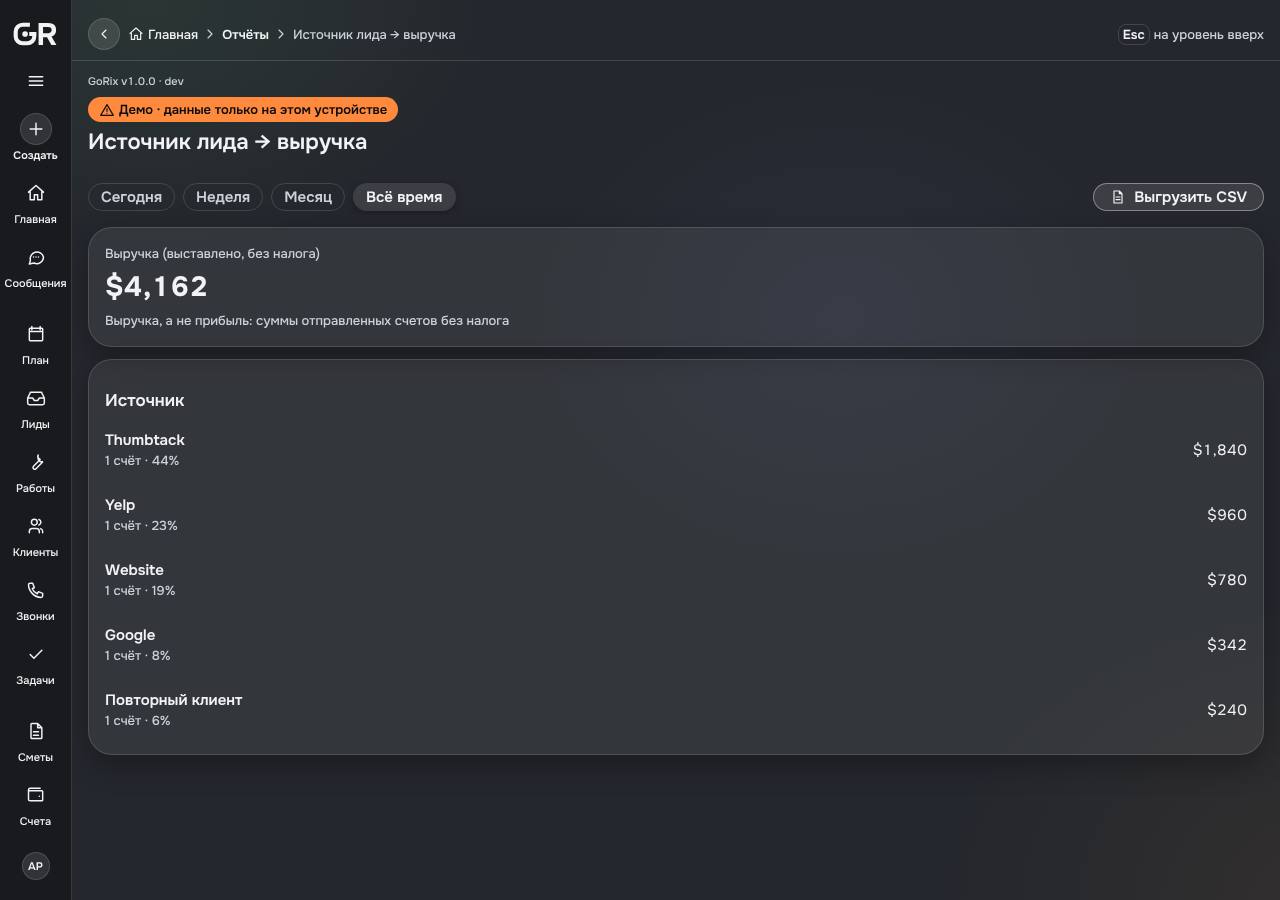 GR
Главная
Отчёты
Источник лида → выручка
Esc на уровень вверх
GoRix v1.0.0 · dev
Демо · данные только на этом устройстве
Источник лида → выручка
Сегодня
Неделя
Месяц
Всё время
Выгрузить CSV
Выручка (выставлено, без налога)
$4,162
Выручка, а не прибыль: суммы отправленных счетов без налога
Источник
Thumbtack
1 счёт · 44%
$1,840
Yelp
1 счёт · 23%
$960
Website
1 счёт · 19%
$780
Google
1 счёт · 8%
$342
Повторный клиент
1 счёт · 6%
$240
Создать
Главная
Сообщения
План
Лиды
Работы
Клиенты
Звонки
Задачи
Сметы
Счета
AP